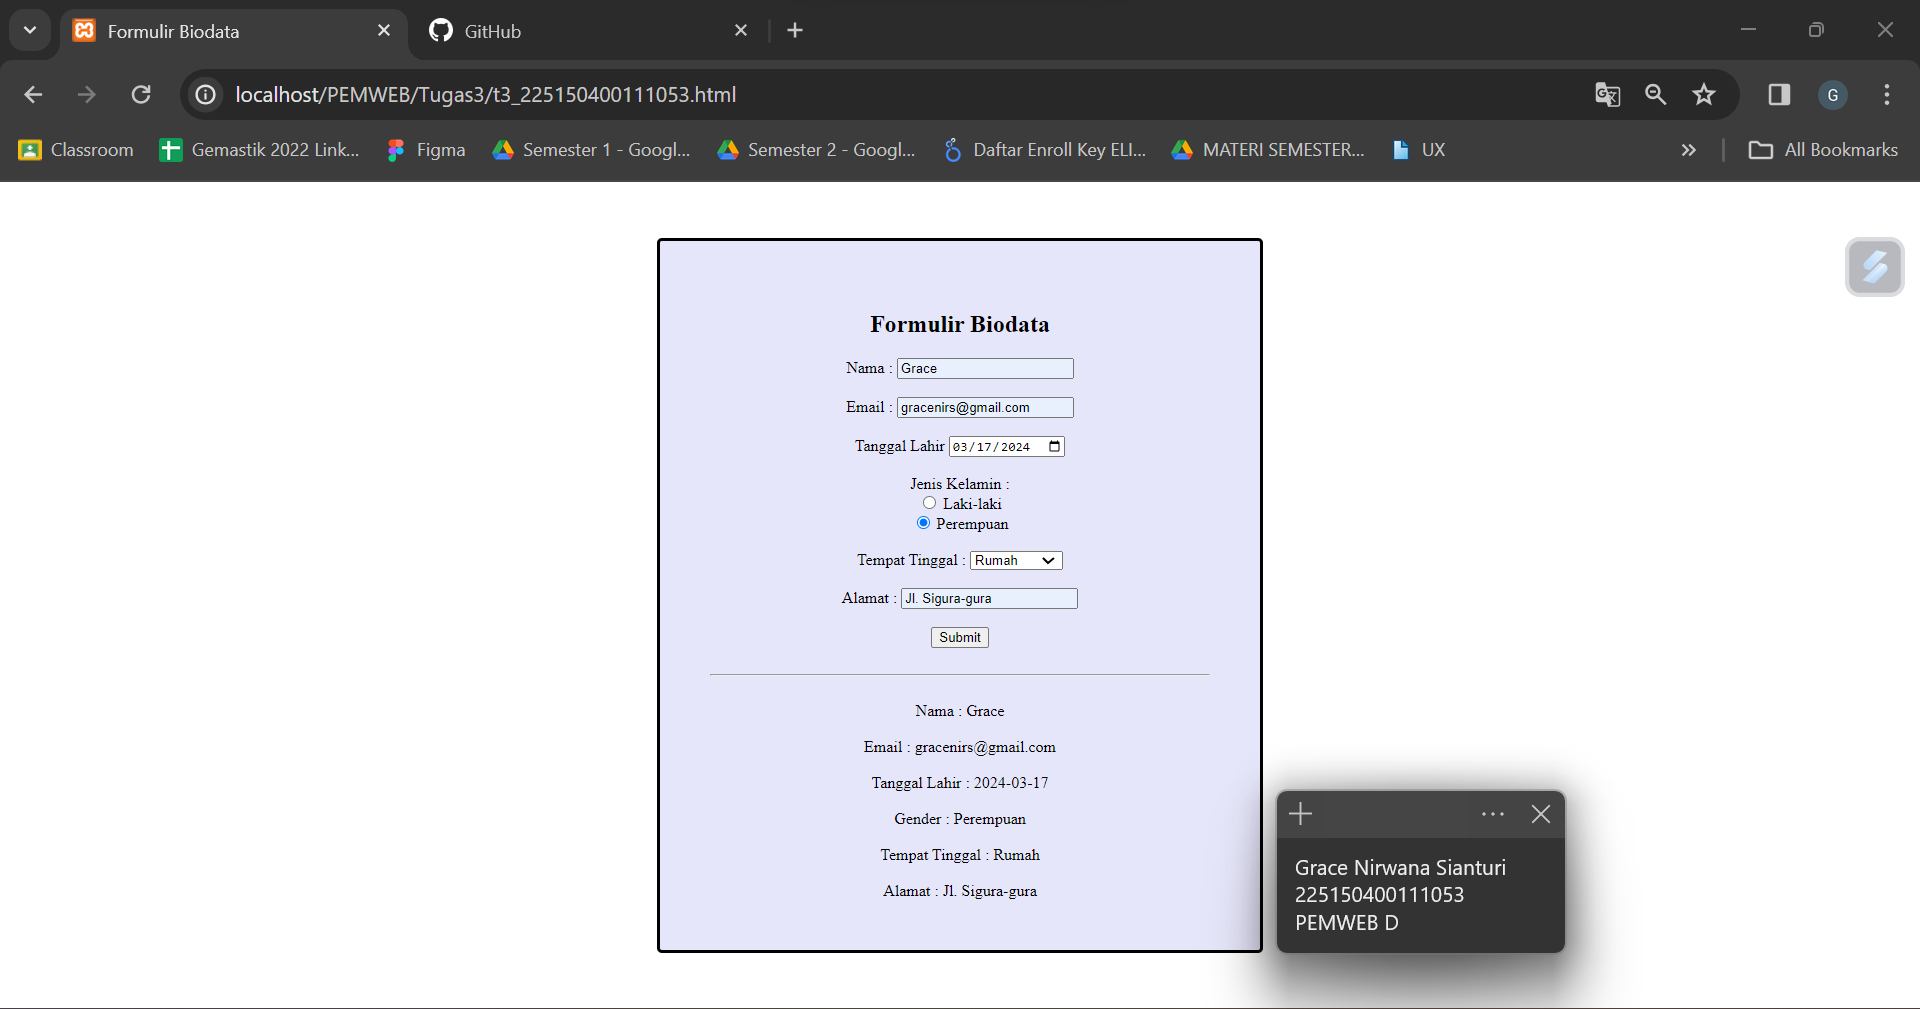 Formulir Biodata
GitHub
localhost/PEMWEB/Tugas3/t3_225150400111053.html
G
Classroom
Gemastik 2022 Link...
Figma
Semester 1 - Googl...
Semester 2 - Googl...
Daftar Enroll Key ELI...
MATERI SEMESTER...
UX
All Bookmarks
Formulir Biodata
Nama : Grace
Email : gracenirs@gmail.com
Tanggal Lahir 03/17/2024
Jenis Kelamin :
Laki-laki
Perempuan
Tempat Tinggal : Rumah
Alamat : Jl. Sigura-gura
Submit
Nama : Grace
Email : gracenirs@gmail.com
Tanggal Lahir : 2024-03-17
Gender : Perempuan
Tempat Tinggal : Rumah
Alamat : Jl. Sigura-gura
Grace Nirwana Sianturi
225150400111053
PEMWEB D